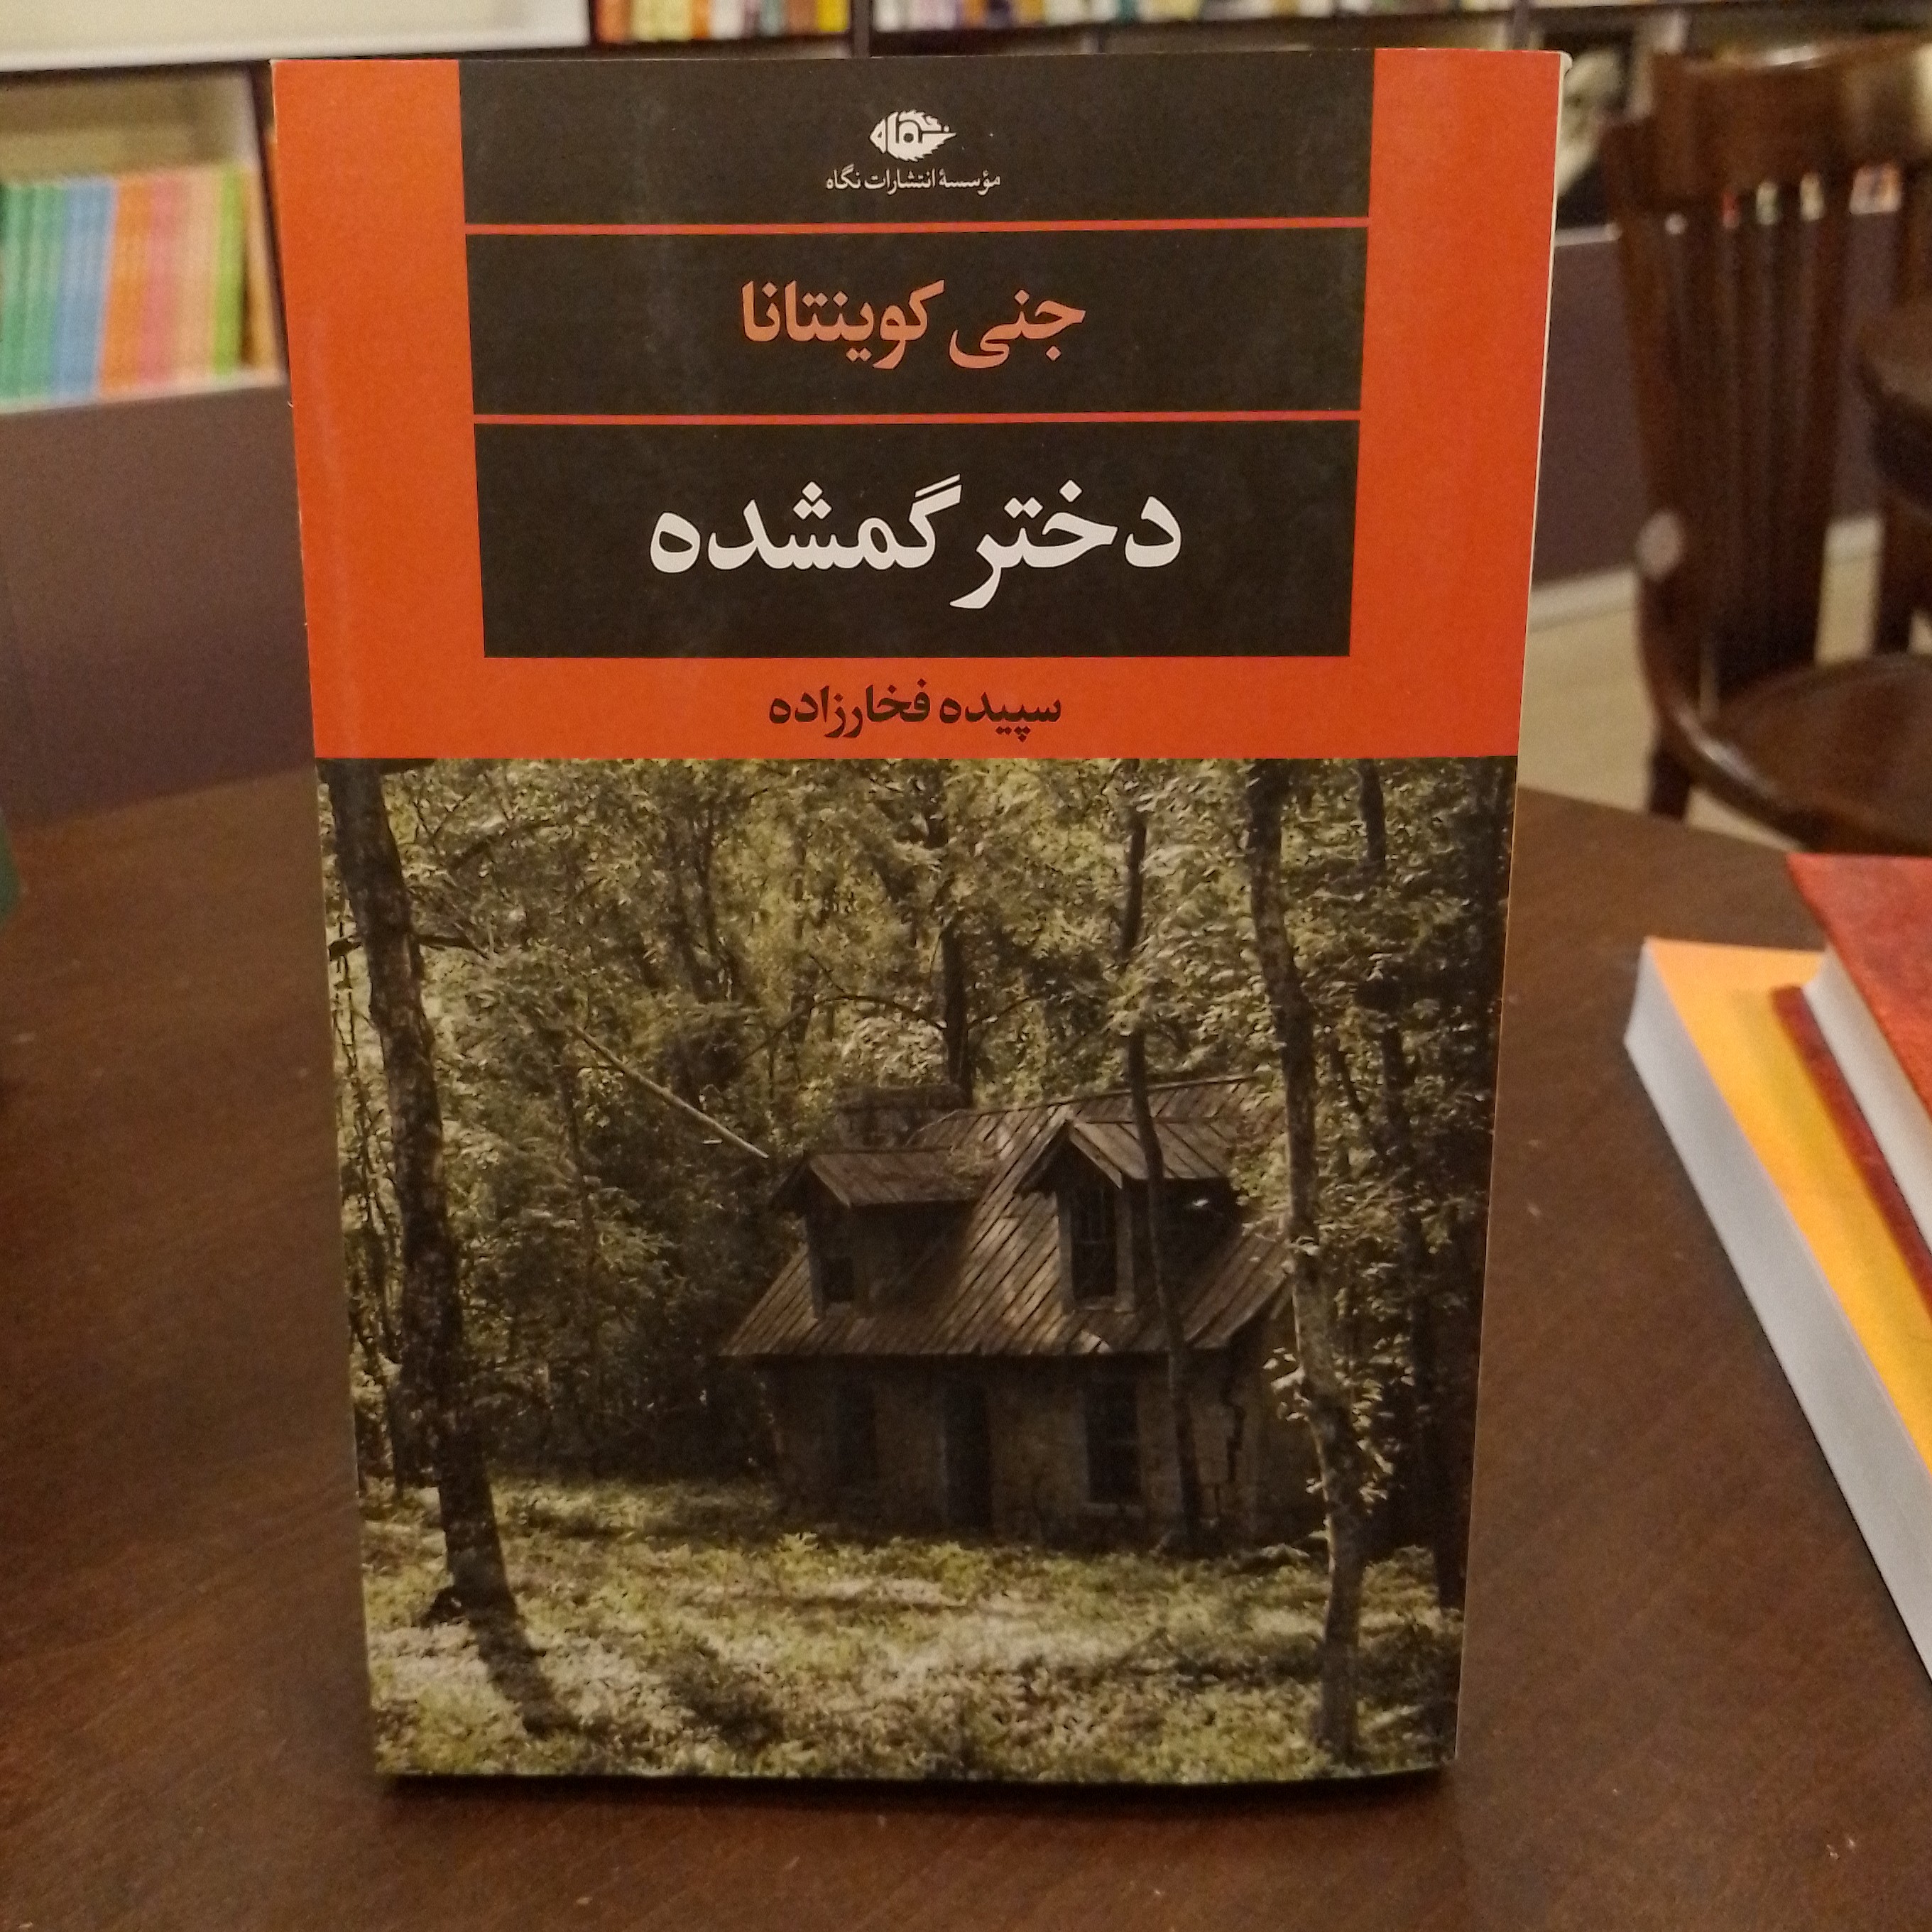 نگاه
مؤسسهٔ انتشارات نگاه
جنی کوینتانا
دختر گمشده
سپیده فخارزاده